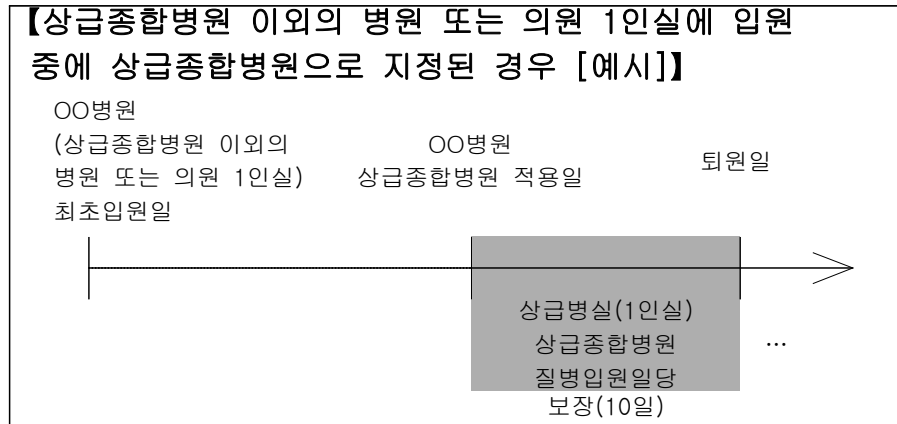 【상급종합병원 이외의 병원 또는 의원 1인실에 입원
중에 상급종합병원으로 지정된 경우 [예시]】
OO병원
(상급종합병원 이외의
병원 또는 의원 1인실)
최초입원일
OO병원
상급종합병원 적용일
퇴원일
상급병실(1인실)
상급종합병원
질병입원일당
보장(10일)
…